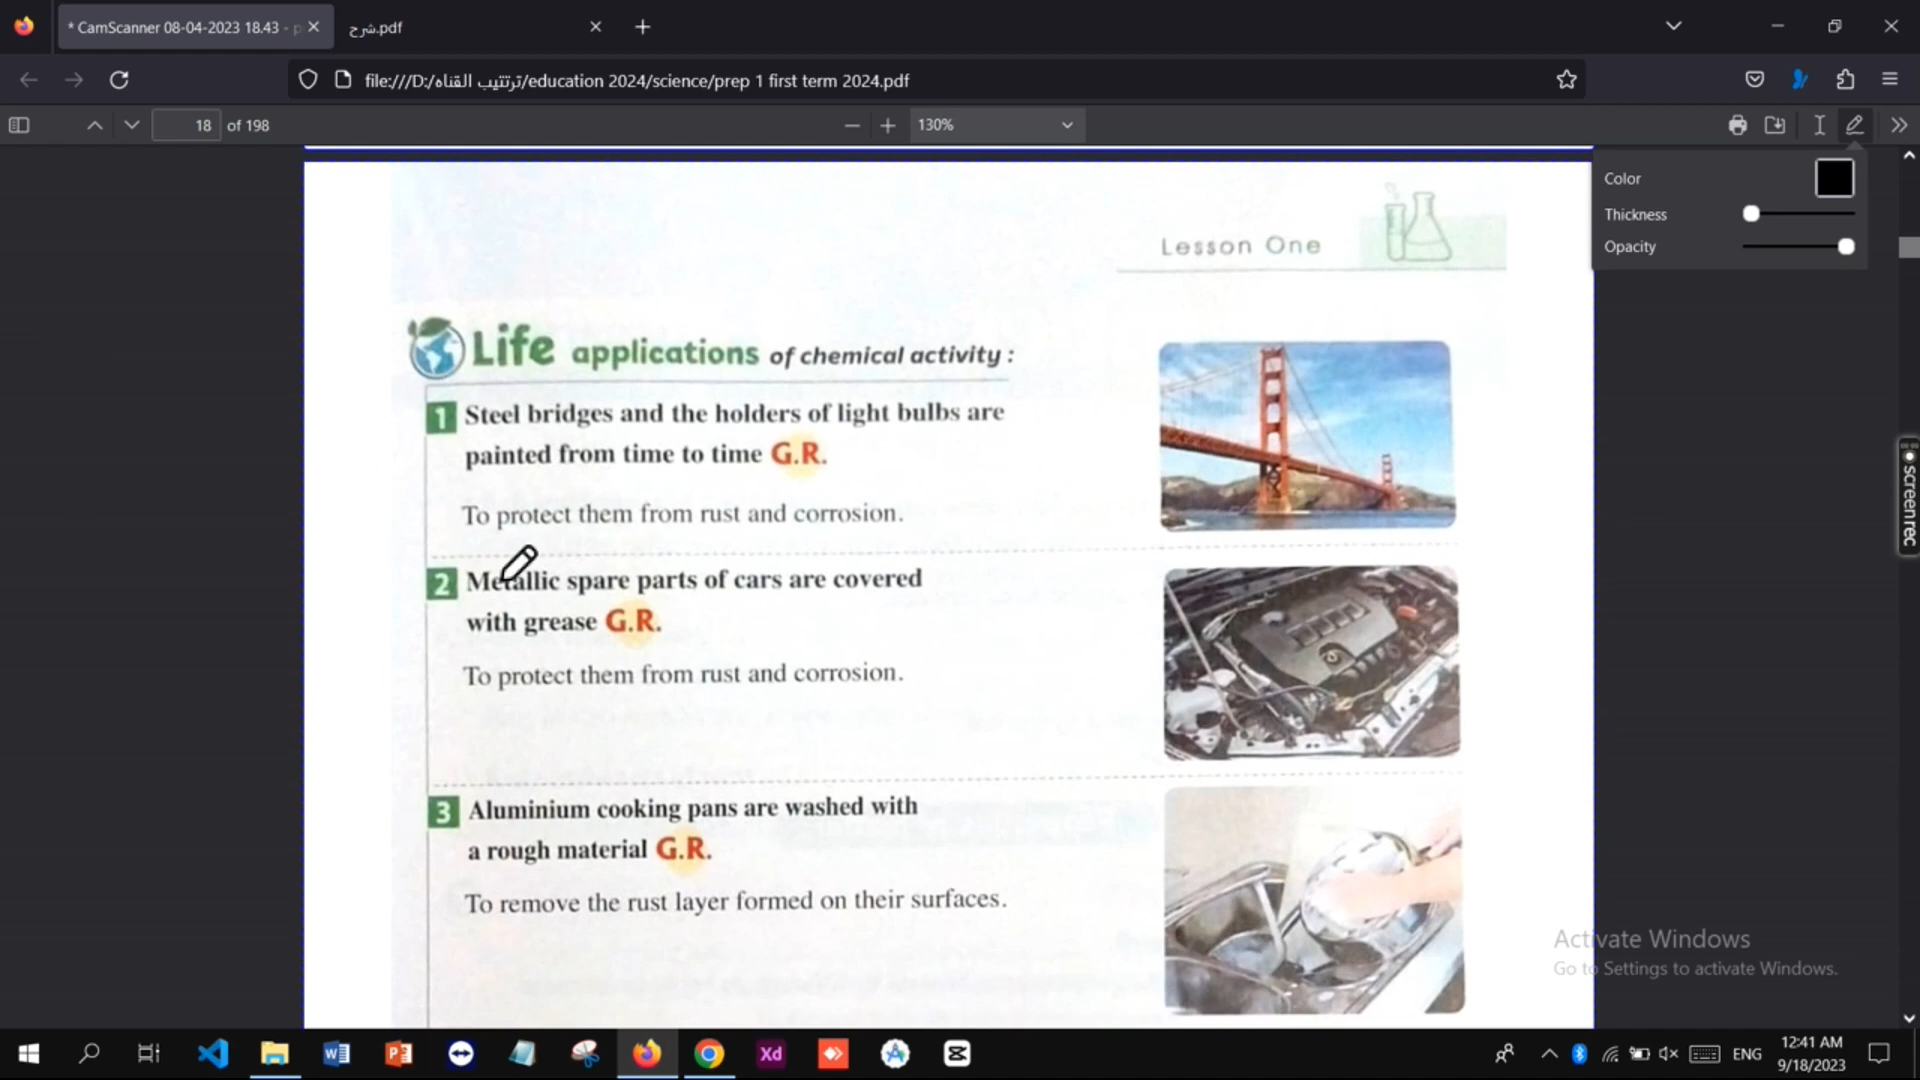 * CamScanner 08-04-2023 18.43 - p
شرح.pdf
file:///D:/ترتتيب القناه/education 2024/science/prep 1 first term 2024.pdf
18 of 198
130%
Color
Thickness
Opacity
Lesson One
Life applications of chemical activity :
1 Steel bridges and the holders of light bulbs are
painted from time to time G.R.
To protect them from rust and corrosion.
2 Metallic spare parts of cars are covered
with grease G.R.
To protect them from rust and corrosion.
3 Aluminium cooking pans are washed with
a rough material G.R.
To remove the rust layer formed on their surfaces.
screenrec
Activate Windows
Go to Settings to activate Windows.
Xd
ENG
12:41 AM
9/18/2023